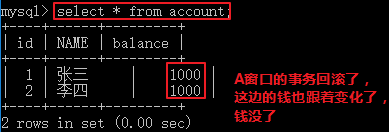 mysql> select * from account;
| id | NAME | balance |
| 1 | 张三 | 1000 |
| 2 | 李四 | 1000 |
2 rows in set (0.00 sec)
A窗口的事务回滚了，
这边的钱也跟着变化了，
钱没了